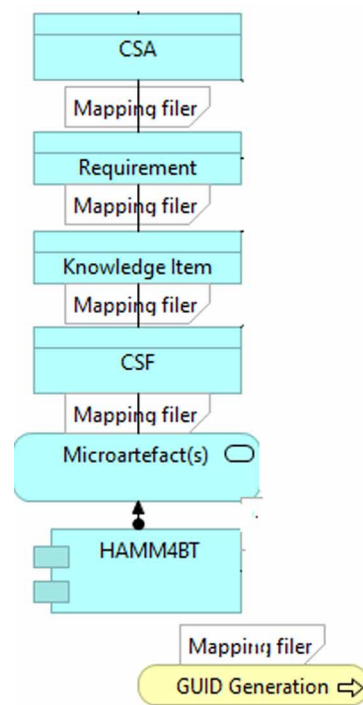 CSA
Mapping filer
Requirement
Mapping filer
Knowledge Item
Mapping filer
CSF
Mapping filer
Microartefact(s)
HAMM4BT
Mapping filer
GUID Generation